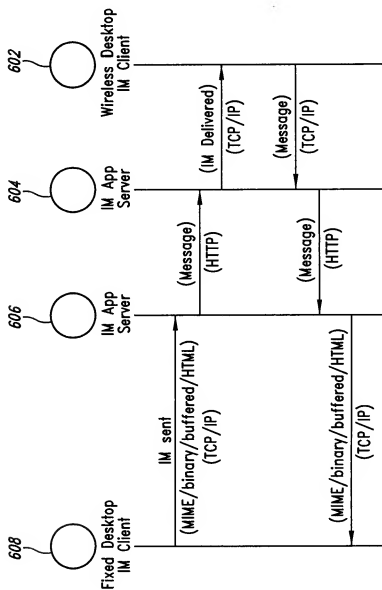 608
Fixed Desktop
IM Client
606
IM App
Server
604
IM App
Server
602
Wireless Desktop
IM Client
IM sent
(MIME/binary/buffered/HTML)
(TCP/IP)
(Message)
(HTTP)
(IM Delivered)
(TCP/IP)
(Message)
(TCP/IP)
(Message)
(HTTP)
(MIME/binary/buffered/HTML)
(TCP/IP)